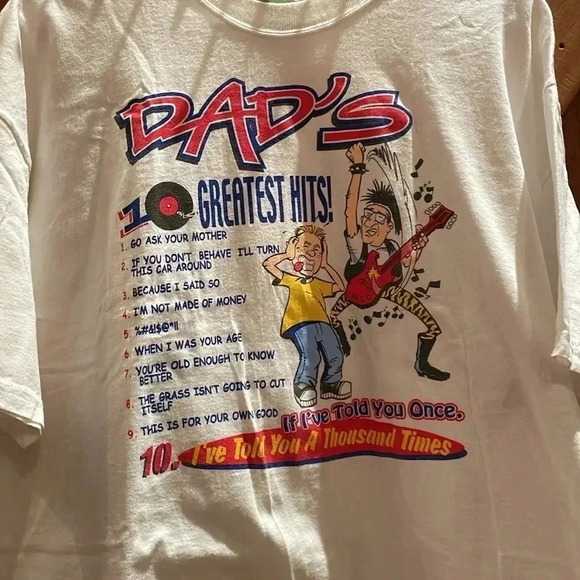 DAD'S
10 GREATEST HITS!
1. GO ASK YOUR MOTHER
2. IF YOU DON'T BEHAVE I'LL TURN
THIS CAR AROUND
3. BECAUSE I SAID SO
4. I'M NOT MADE OF MONEY
5. %#&!$@*!!
6. WHEN I WAS YOUR AGE
7. YOU'RE OLD ENOUGH TO KNOW
BETTER
8. THE GRASS ISN'T GOING TO CUT
ITSELF
9. THIS IS FOR YOUR OWN GOOD
If I've Told You Once,
10. I've Told You A Thousand Times